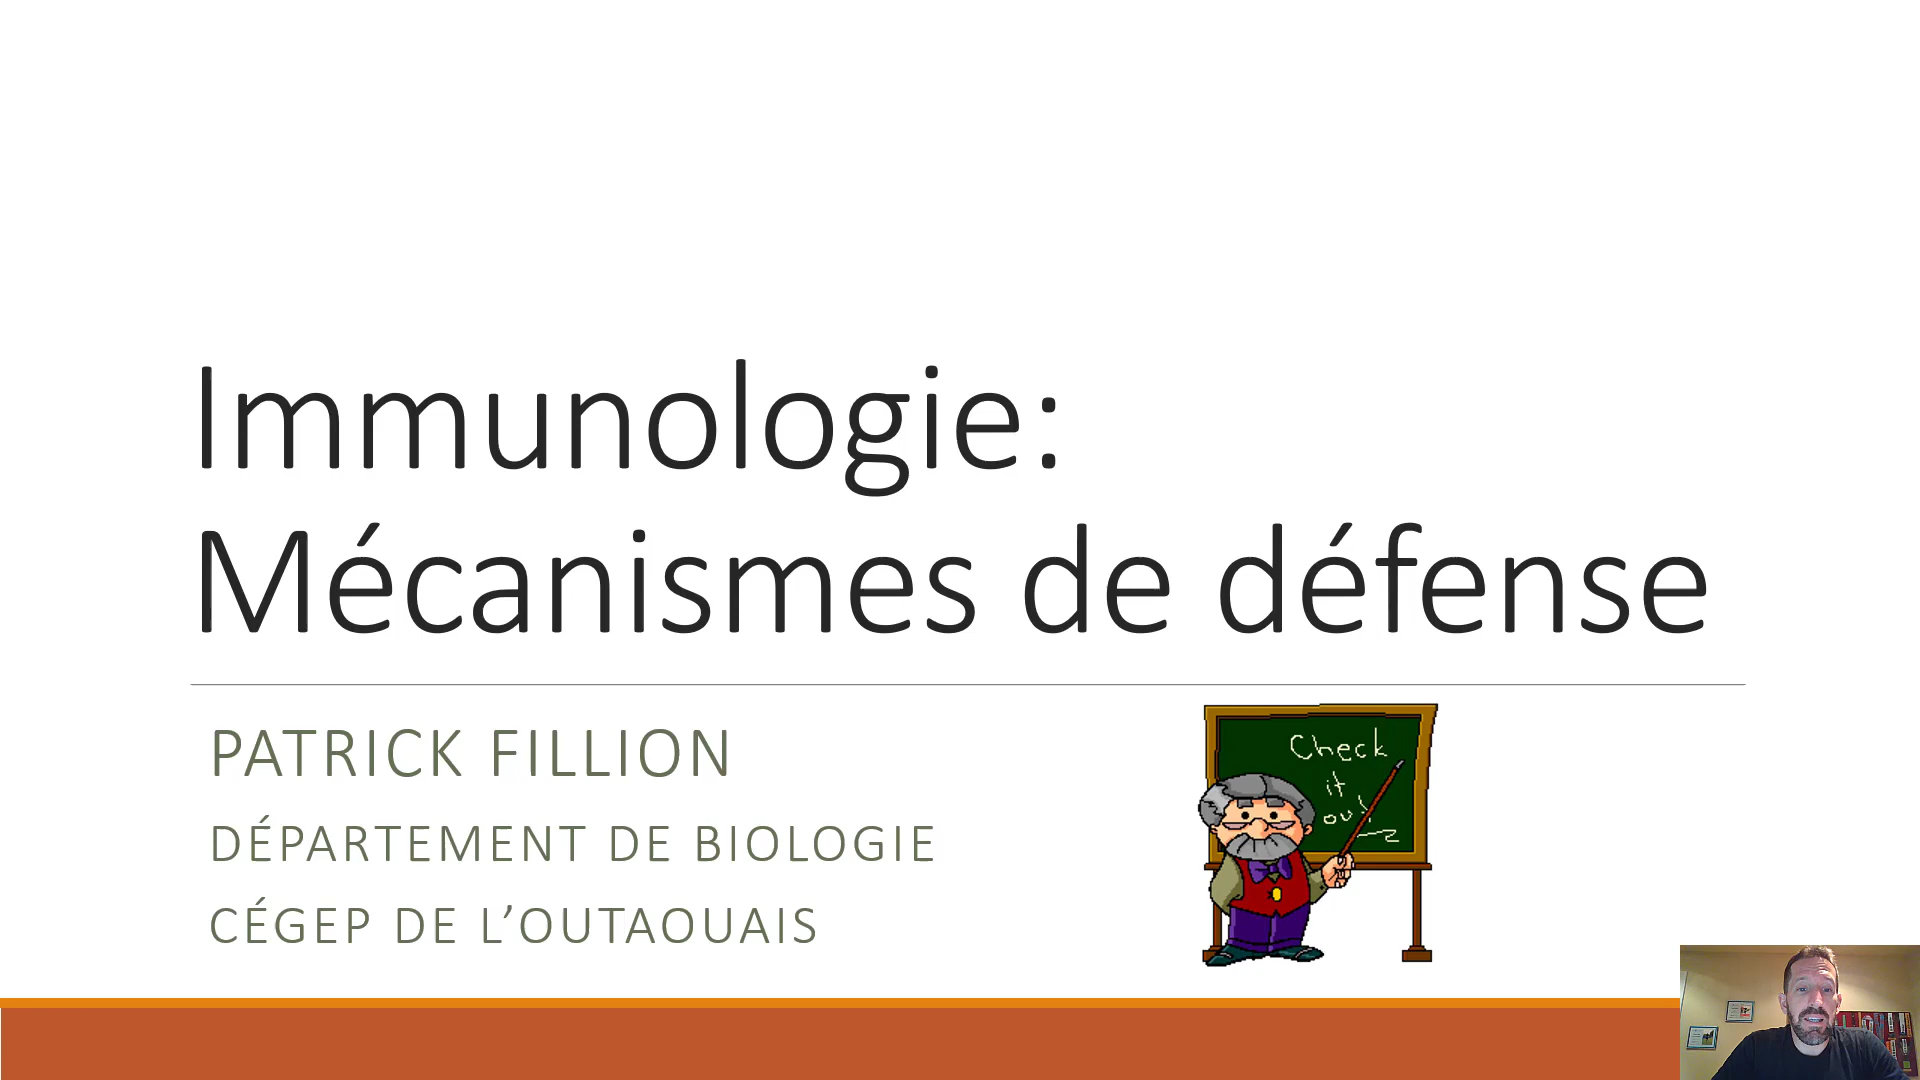 Immunologie:
Mécanismes de défense
PATRICK FILLION
DÉPARTEMENT DE BIOLOGIE
CÉGEP DE L’OUTAOUAIS
Check
it
out!